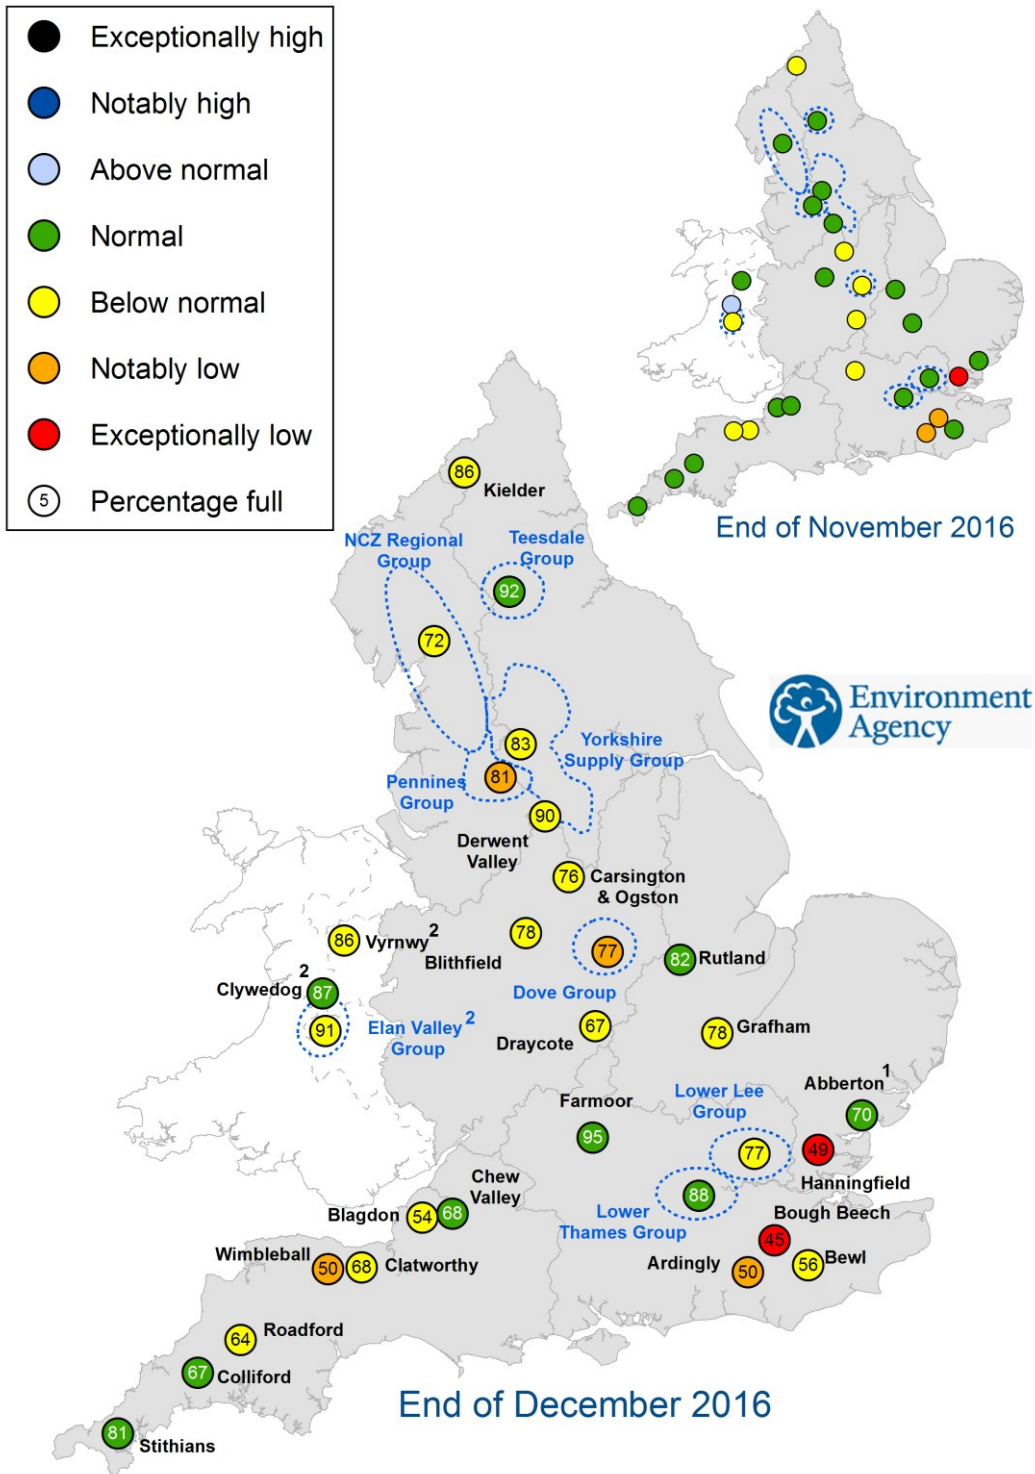 Exceptionally high
Notably high
Above normal
Normal
Below normal
Notably low
Exceptionally low
5 Percentage full
End of November 2016
86
Kielder
NCZ Regional
Group
Teesdale
Group
92
72
Environment
Agency
83
Yorkshire
Supply Group
81
Pennines
Group
90
Derwent
Valley
76
Carsington
& Ogston
86
Vyrnwy 2
78
Blithfield
77
Dove Group
82
Rutland
Clywedog 2
87
91
Elan Valley 2
Group
67
Draycote
78
Grafham
Abberton 1
70
Farmoor
95
Lower Lee
Group
77
49
Hanningfield
Chew
Valley
68
Blagdon
54
88
Lower
Thames Group
Bough Beech
45
Wimbleball
50
68
Clatworthy
Ardingly
50
56
Bewl
64
Roadford
67
Colliford
81
Stithians
End of December 2016